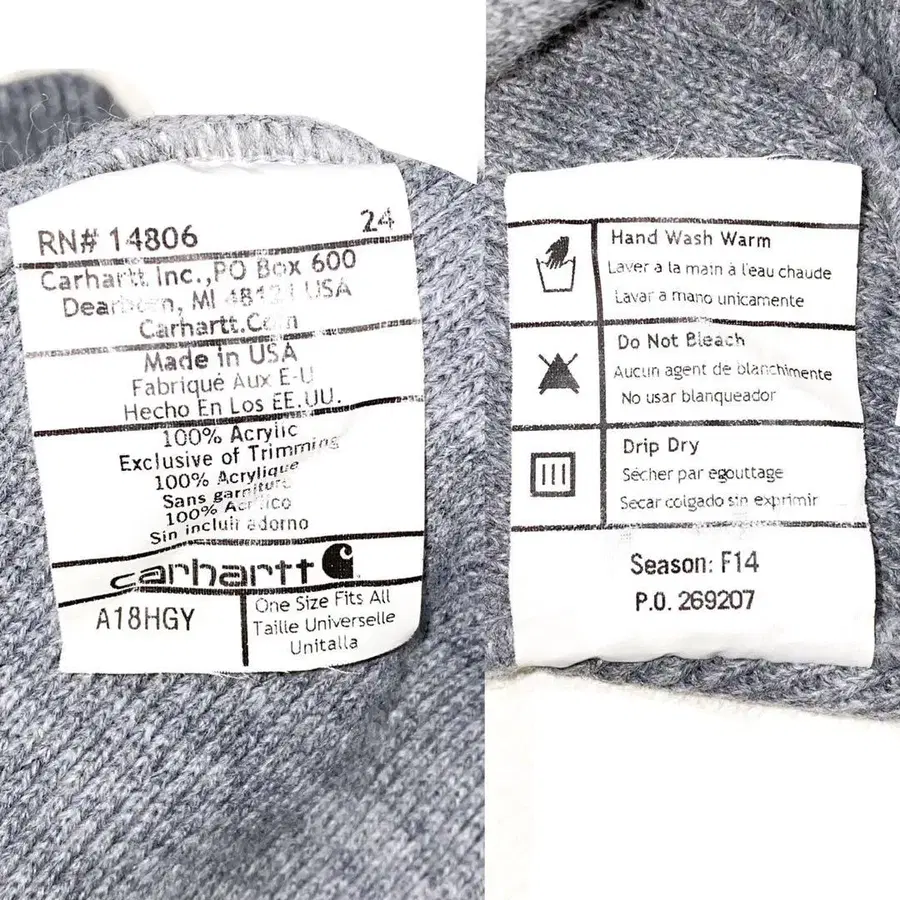 RN# 14806
24
Carhartt Inc., PO Box 600
Dearborn, MI USA
Carhartt.Com
Made in USA
Fabriqué Aux E-U
Hecho En Los EE.UU.
100% Acrylic
Exclusive of Trimming
100% Acrylique
Sans garniture
100% Acrílico
Sin incluir adorno
carhartt
A18HGY
One Size Fits All
Taille Universelle
Unitalla
Hand Wash Warm
Laver a la main à l'eau chaude
Lavar a mano unicamente
Do Not Bleach
Aucun agent de blanchimente
No usar blanqueador
Drip Dry
Sécher par egouttage
Secar colgado sin exprimir
Season: F14
P.O. 269207